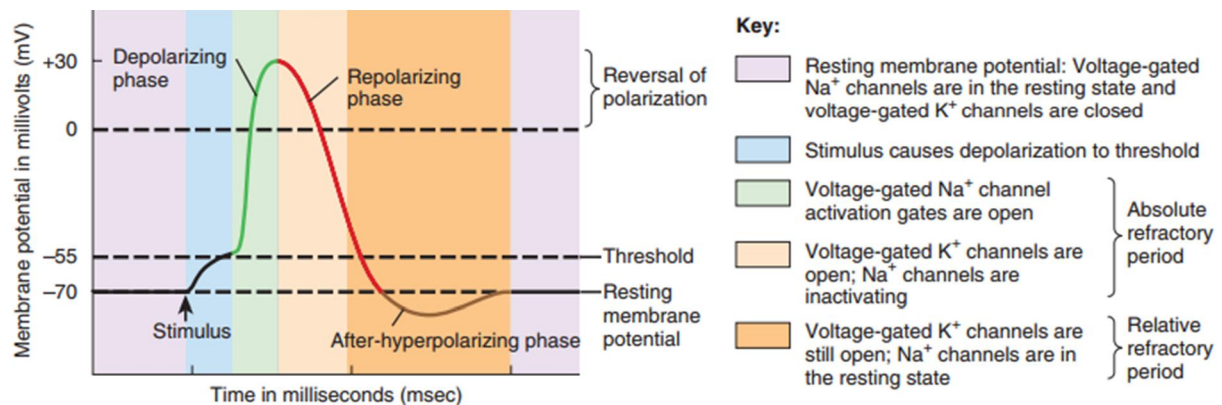 Membrane potential in millivolts (mV)
+30
0
–55
–70
Depolarizing
phase
Repolarizing
phase
Reversal of
polarization
Threshold
Resting
membrane
potential
Stimulus
After-hyperpolarizing phase
Time in milliseconds (msec)
Key:
Resting membrane potential: Voltage-gated
Na⁺ channels are in the resting state and
voltage-gated K⁺ channels are closed
Stimulus causes depolarization to threshold
Voltage-gated Na⁺ channel
activation gates are open
Voltage-gated K⁺ channels are
open; Na⁺ channels are
inactivating
Absolute
refractory
period
Voltage-gated K⁺ channels are
still open; Na⁺ channels are in
the resting state
Relative
refractory
period